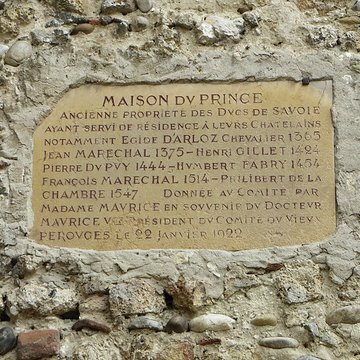 MAISON DV PRINCE
ANCIENNE PROPRIETE DES DVCS DE SAVOIE
AYANT SERVI DE RÉSIDENCE À LEVRS CHATELAINS
NOTAMMENT EGIDE D'ARLOZ CHEVALIER 1365
JEAN MARECHAL 1375 - HENRI GILLET 1424
PIERRE DV PVY 1444 - HVMBERT FABRY 1454
FRANÇOIS MARECHAL 1514 - PHILIBERT DE LA
CHAMBRE 1547 DONNÉE AV COMITÉ PAR
MADAME MAVRICE EN SOUVENIR DV DOCTEVR
MAVRICE PRÉSIDENT DV COMITÉ DV VIEVX
PEROVGES LE 22 JANVIER 1922